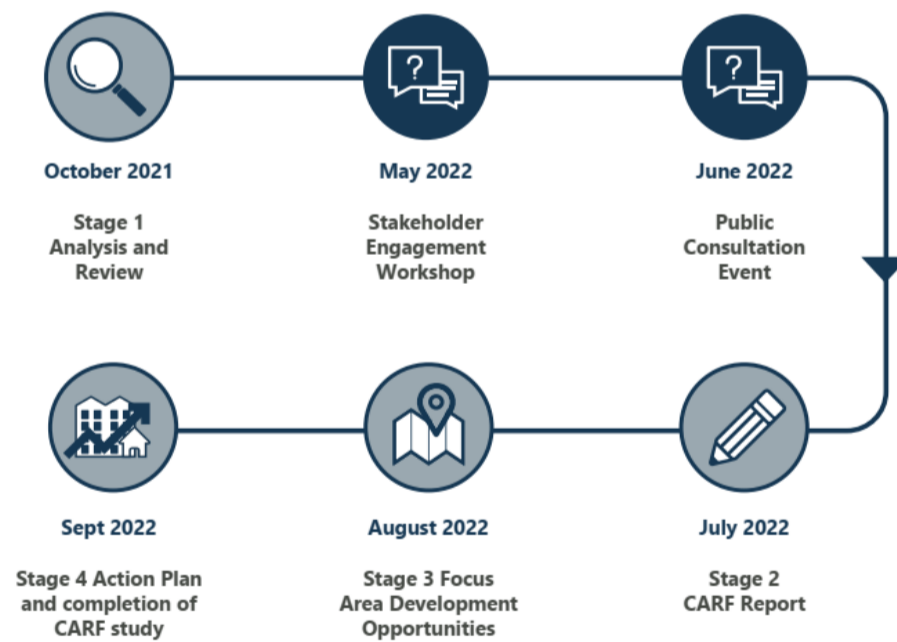 ?
?
October 2021
May 2022
June 2022
Stage 1
Analysis and
Review
Stakeholder
Engagement
Workshop
Public
Consultation
Event
Sept 2022
August 2022
July 2022
Stage 4 Action Plan
and completion of
CARF study
Stage 3 Focus
Area Development
Opportunities
Stage 2
CARF Report